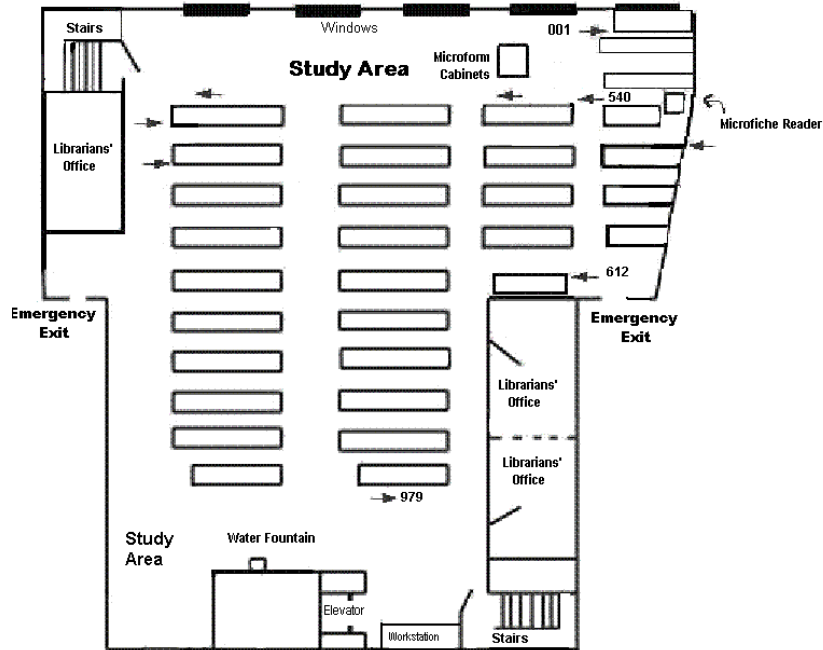 Stairs
Windows
001
Study Area
Microform
Cabinets
540
Microfiche Reader
Librarians'
Office
612
Emergency
Exit
Emergency
Exit
Librarians'
Office
Librarians'
Office
979
Study
Area
Water Fountain
Elevator
Workstation
Stairs